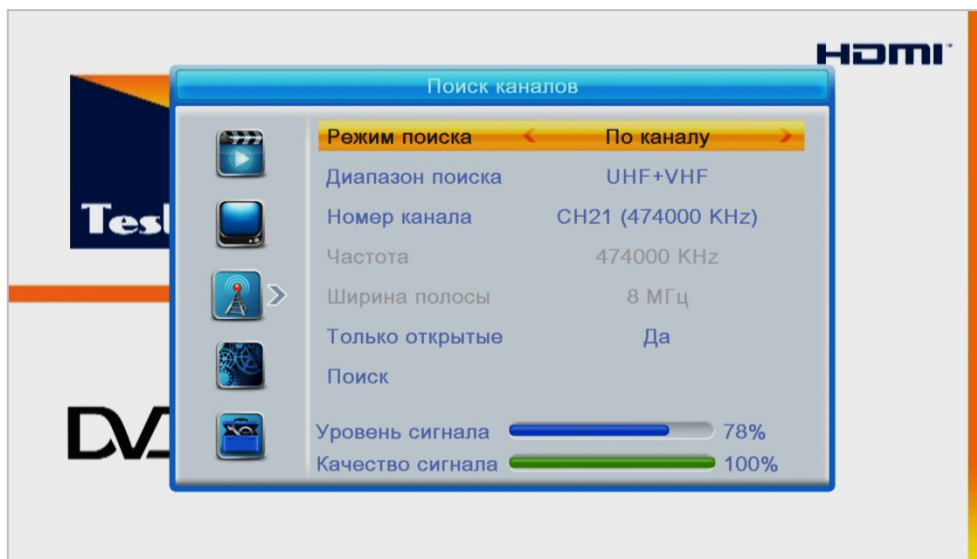 HDMI
Поиск каналов
Режим поиска По каналу
Диапазон поиска UHF+VHF
Номер канала CH21 (474000 KHz)
Частота 474000 KHz
Ширина полосы 8 МГц
Только открытые Да
Поиск
Уровень сигнала 78%
Качество сигнала 100%